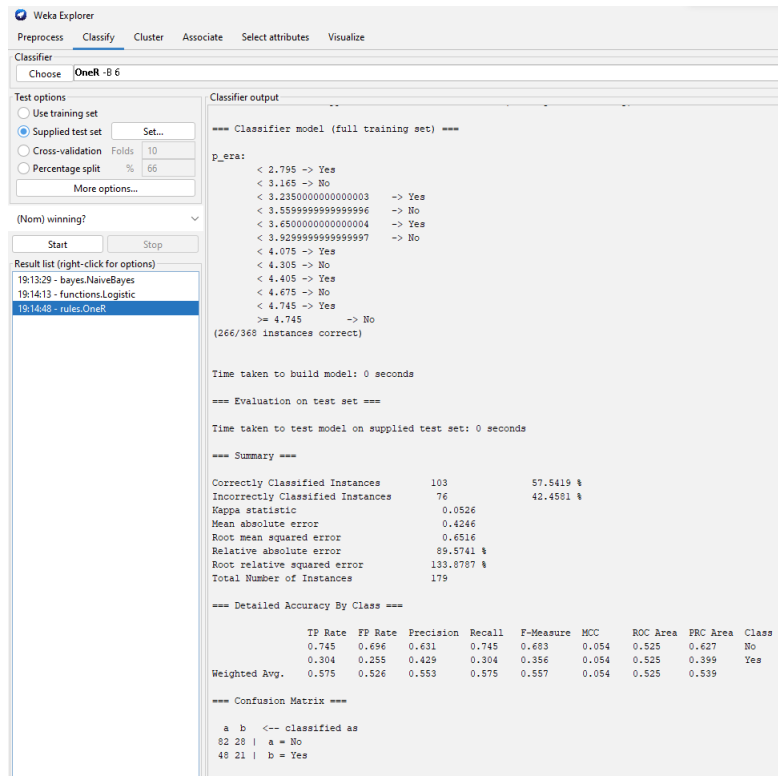 Weka Explorer
Preprocess Classify Cluster Associate Select attributes Visualize
Classifier
Choose OneR -B 6
Test options
Use training set
Supplied test set Set...
Cross-validation Folds 10
Percentage split % 66
More options...
(Nom) winning?
Start Stop
Result list (right-click for options)
19:13:29 - bayes.NaiveBayes
19:14:13 - functions.Logistic
19:14:48 - rules.OneR
Classifier output
=== Classifier model (full training set) ===
p_era:
< 2.795 -> Yes
< 3.165 -> No
< 3.2350000000000003 -> Yes
< 3.5599999999999996 -> No
< 3.6500000000000004 -> Yes
< 3.9299999999999997 -> No
< 4.075 -> Yes
< 4.305 -> No
< 4.405 -> Yes
< 4.675 -> No
< 4.745 -> Yes
>= 4.745 -> No
(266/368 instances correct)
Time taken to build model: 0 seconds
=== Evaluation on test set ===
Time taken to test model on supplied test set: 0 seconds
=== Summary ===
Correctly Classified Instances 103 57.5419 %
Incorrectly Classified Instances 76 42.4581 %
Kappa statistic 0.0526
Mean absolute error 0.4246
Root mean squared error 0.6516
Relative absolute error 89.5741 %
Root relative squared error 133.8787 %
Total Number of Instances 179
=== Detailed Accuracy By Class ===
TP Rate FP Rate Precision Recall F-Measure MCC ROC Area PRC Area Class
0.745 0.696 0.631 0.745 0.683 0.054 0.525 0.627 No
0.304 0.255 0.429 0.304 0.356 0.054 0.525 0.399 Yes
Weighted Avg. 0.575 0.526 0.553 0.575 0.557 0.054 0.525 0.539
=== Confusion Matrix ===
a b <-- classified as
82 28 | a = No
48 21 | b = Yes